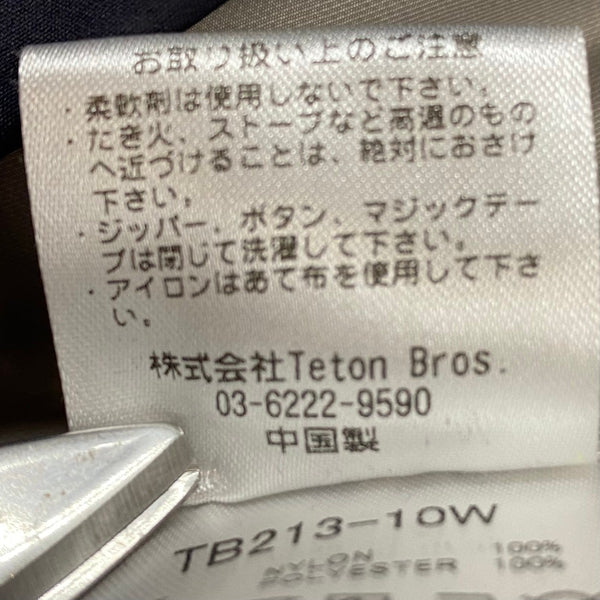 お取り扱い上のご注意
・柔軟剤は使用しないで下さい。
・たき火、ストーブなど高温のもの
へ近づけることは、絶対におさけ
下さい。
・ジッパー、ボタン、マジックテー
プは閉じて洗濯して下さい。
・アイロンはあて布を使用して下さ
い。
株式会社Teton Bros.
03-6222-9590
中国製
TB213-10W
NYLON 100%
POLYESTER 100%